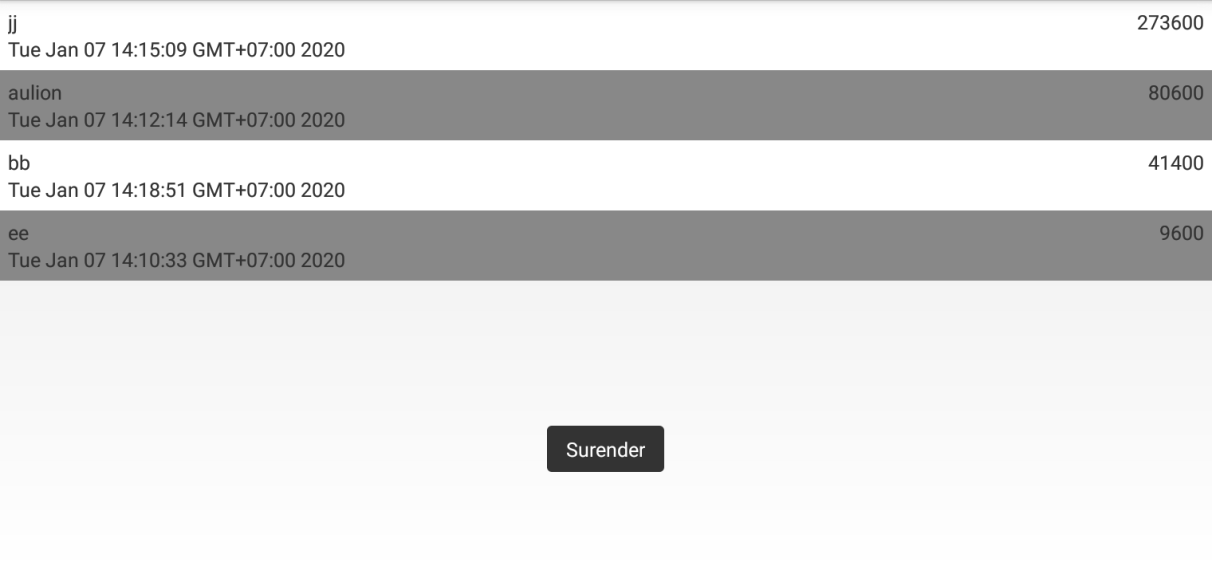 jj 273600
Tue Jan 07 14:15:09 GMT+07:00 2020
aulion 80600
Tue Jan 07 14:12:14 GMT+07:00 2020
bb 41400
Tue Jan 07 14:18:51 GMT+07:00 2020
ee 9600
Tue Jan 07 14:10:33 GMT+07:00 2020
Surender